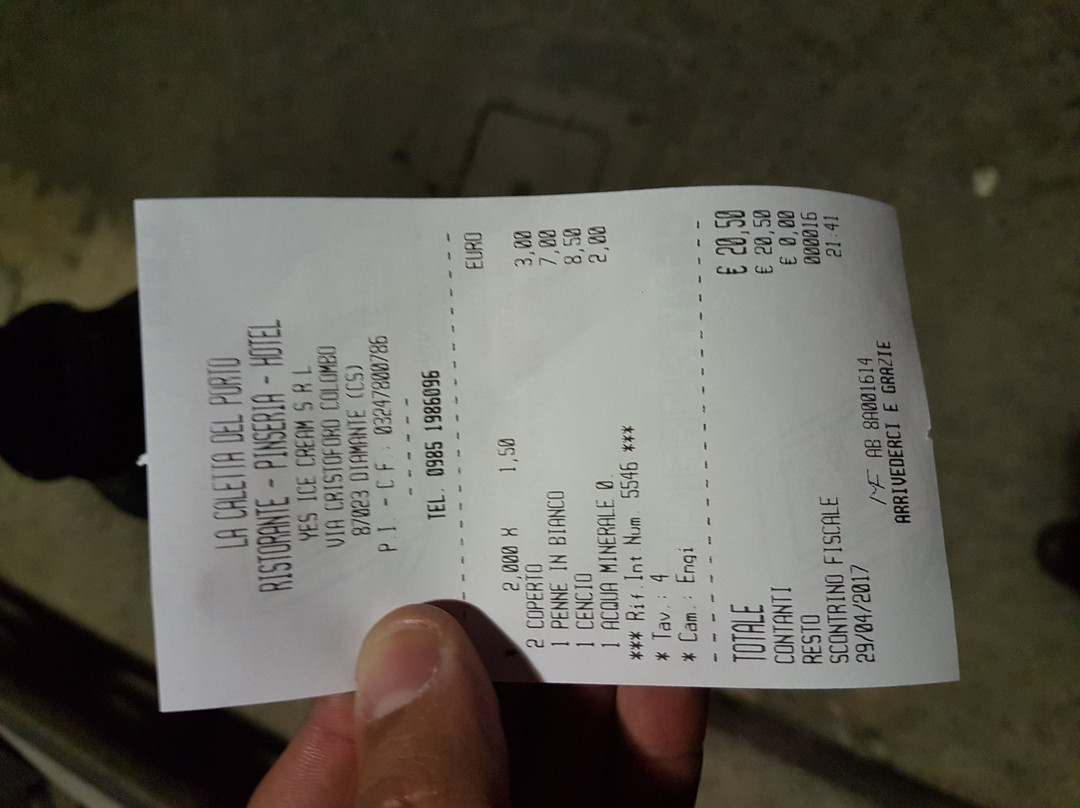 LA CALETTA DEL PORTO
RISTORANTE - PINSERIA - HOTEL
YES ICE CREAM S R L
VIA CRISTOFORO COLOMBO
87023 DIAMANTE (CS)
P.I. - C F : 03247800786
- - - - - -
TEL. 0985 1986096
- - - - - - - - - - - - - - - - - - - -
EURO
* 2,000 X 1,50
2 COPERTO 3,00
1 PENNE IN BIANCO 7,00
1 CENCIO 8,50
1 ACQUA MINERALE 0. 2,00
*** Rif.Int.Num. 5546 ***
* Tav.: 4
* Cam.: Engi
- - - - - - - - - - - - - - - - - - - -
TOTALE € 20,50
CONTANTI € 20,50
RESTO € 0,00
SCONTRINO FISCALE 000016
29/04/2017 21:41
MF AB 8A001614
ARRIVEDERCI E GRAZIE